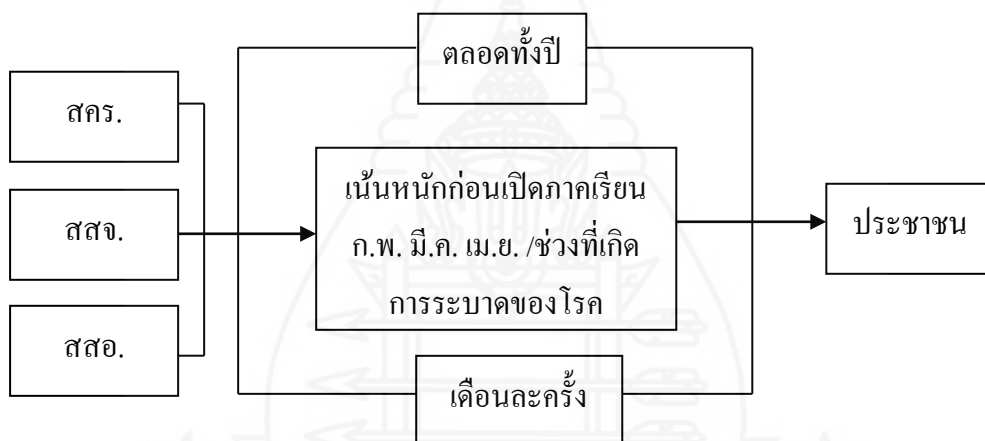 ตลอดทั้งปี
สคร.
สสจ.
สสอ.
เน้นหนักก่อนเปิดภาคเรียน
ก.พ. มี.ค. เม.ย. /ช่วงที่เกิด
การระบาดของโรค
ประชาชน
เดือนละครั้ง